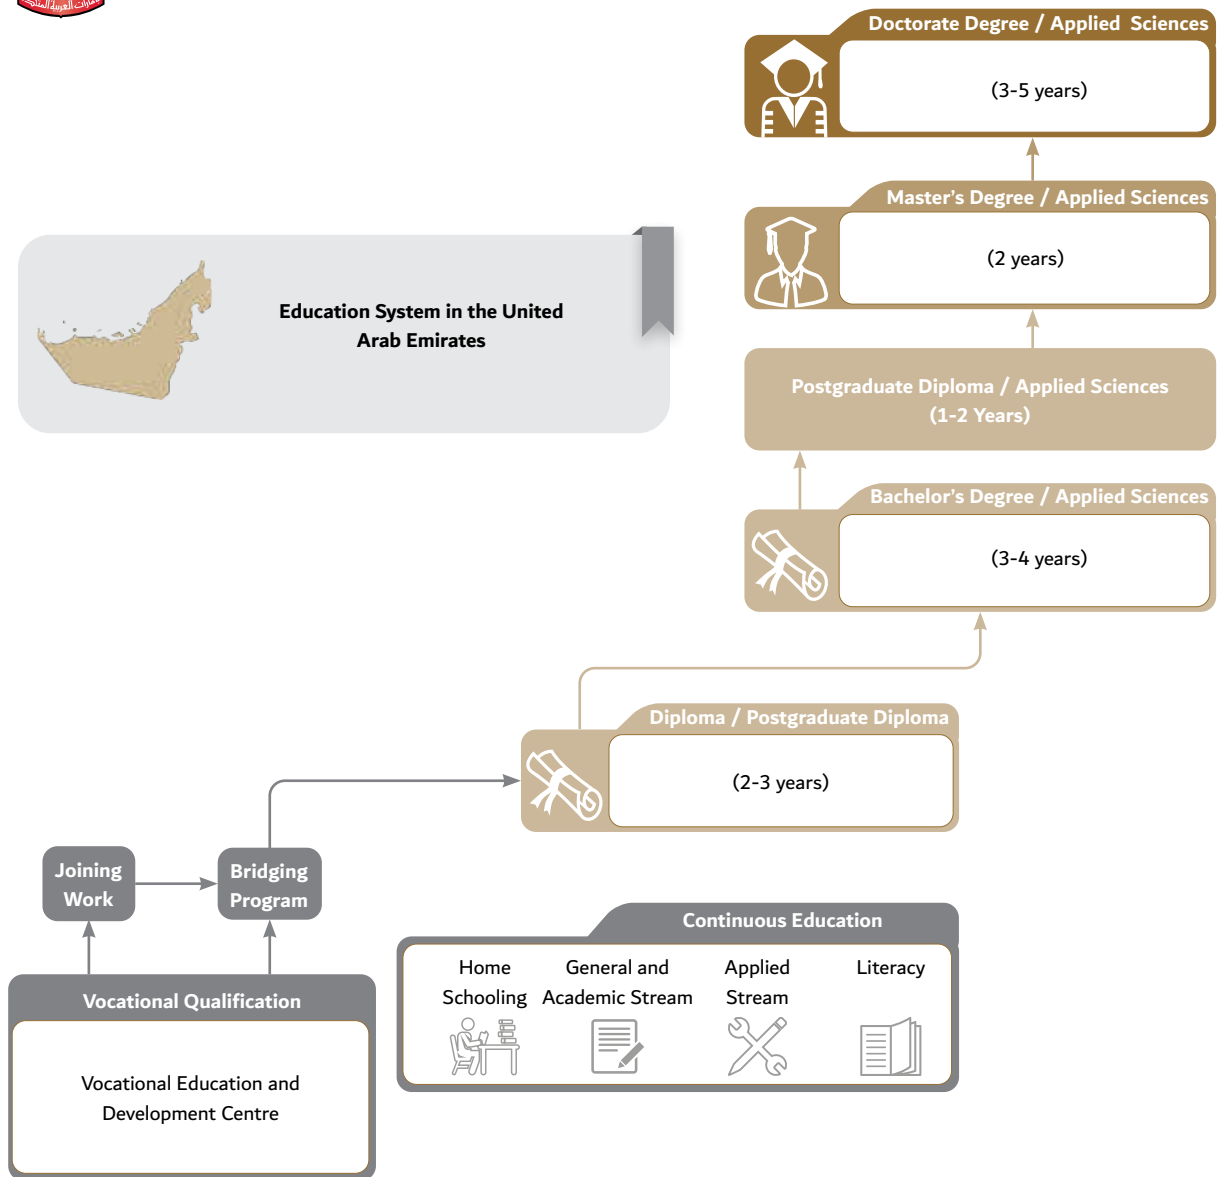 الإمارات العربية المتحدة
Doctorate Degree / Applied Sciences
(3-5 years)
Master's Degree / Applied Sciences
(2 years)
Education System in the United
Arab Emirates
Postgraduate Diploma / Applied Sciences
(1-2 Years)
Bachelor's Degree / Applied Sciences
(3-4 years)
Diploma / Postgraduate Diploma
(2-3 years)
Joining
Work
Bridging
Program
Continuous Education
Home
Schooling
General and
Academic Stream
Applied
Stream
Literacy
Vocational Qualification
Vocational Education and
Development Centre